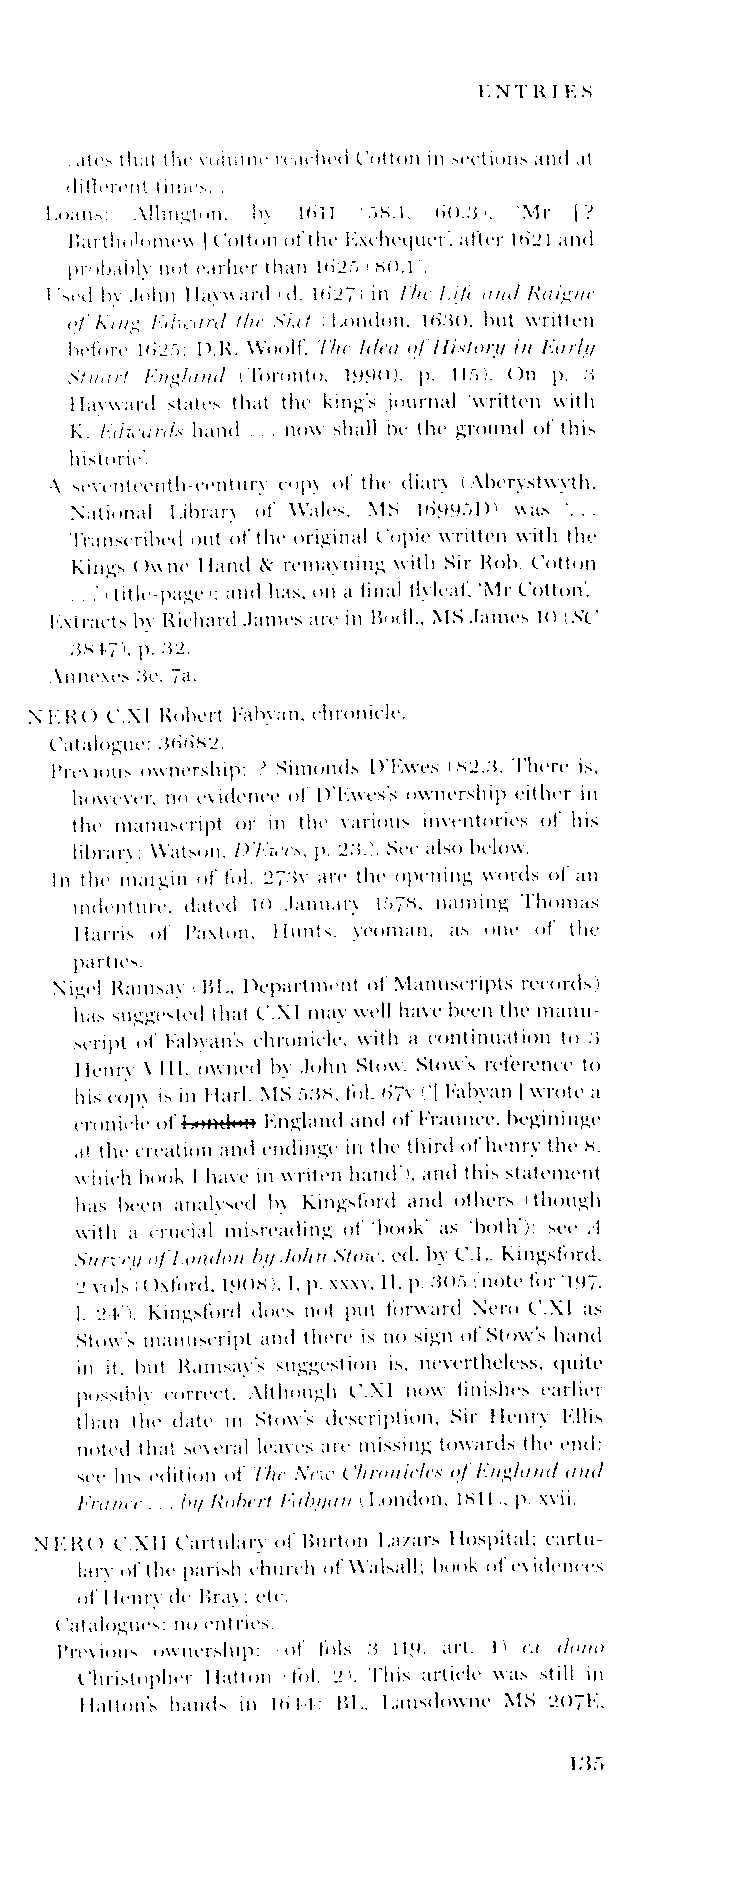 ENTRIES
cates that the volume reached Cotton in sections and at
different times.
Loans: Allington, by 1611 (58.1, 60.3), 'Mr [?
Bartholomew] Cotton of the Exchequer', after 1621 and
probably not earlier than 1625 (80.1).
Used by John Hayward (d. 1627) in The Life and Raigne
of King Edward the Sixt (London, 1630, but written
before 1625: D.R. Woolf, The Idea of History in Early
Stuart England (Toronto, 1990), p. 115). On p. 3
Hayward states that the king's journal 'written with
K. Edwards hand ... now shall be the ground of this
historie'.
A seventeenth-century copy of the diary (Aberystwyth,
National Library of Wales, MS 16995D) was '...
Transcribed out of the original Copie written with the
Kings Owne Hand & remayning with Sir Rob. Cotton
...' (title-page); and has, on a final flyleaf, 'Mr Cotton'.
Extracts by Richard James are in Bodl., MS James 10 (SC
3847), p. 32.
Annexes 3e, 7a.
NERO C.XI Robert Fabyan, chronicle.
Catalogue: 36682.
Previous ownership: ? Simonds D'Ewes (82.3. There is,
however, no evidence of D'Ewes's ownership either in
the manuscript or in the various inventories of his
library: Watson, D'Ewes, p. 23.). See also below.
In the margin of fol. 273v are the opening words of an
indenture, dated 10 January 1578, naming Thomas
Harris of Paxton, Hunts, yeoman, as one of the
parties.
Nigel Ramsay (BL, Department of Manuscripts records)
has suggested that C.XI may well have been the manu-
script of Fabyan's chronicle, with a continuation to 3
Henry VIII, owned by John Stow. Stow's reference to
his copy is in Harl. MS 538, fol. 67v ('[Fabyan] wrote a
cronicle of London England and of Fraunce, begininge
at the creation and endinge in the third of henry the 8,
which book I have in writen hand'), and this statement
has been analysed by Kingsford and others (though
with a crucial misreading of 'book' as 'both'): see A
Survey of London by John Stow, ed. by C.L. Kingsford,
2 vols (Oxford, 1908), I, p. xxxv, II, p. 305 (note for '197,
l. 24'). Kingsford does not put forward Nero C.XI as
Stow's manuscript and there is no sign of Stow's hand
in it, but Ramsay's suggestion is, nevertheless, quite
possibly correct. Although C.XI now finishes earlier
than the date in Stow's description, Sir Henry Ellis
noted that several leaves are missing towards the end:
see his edition of The New Chronicles of England and
France ... by Robert Fabyan (London, 1811), p. xvii.
NERO C.XII Cartulary of Burton Lazars Hospital; cartu-
lary of the parish church of Walsall; book of evidences
of Henry de Bray; etc.
Catalogues: no entries.
Previous ownership: (of fols 3–119, art. 1) ex dono
Christopher Hatton (fol. 2). This article was still in
Hatton's hands in 1644: BL, Lansdowne MS 207E,
135